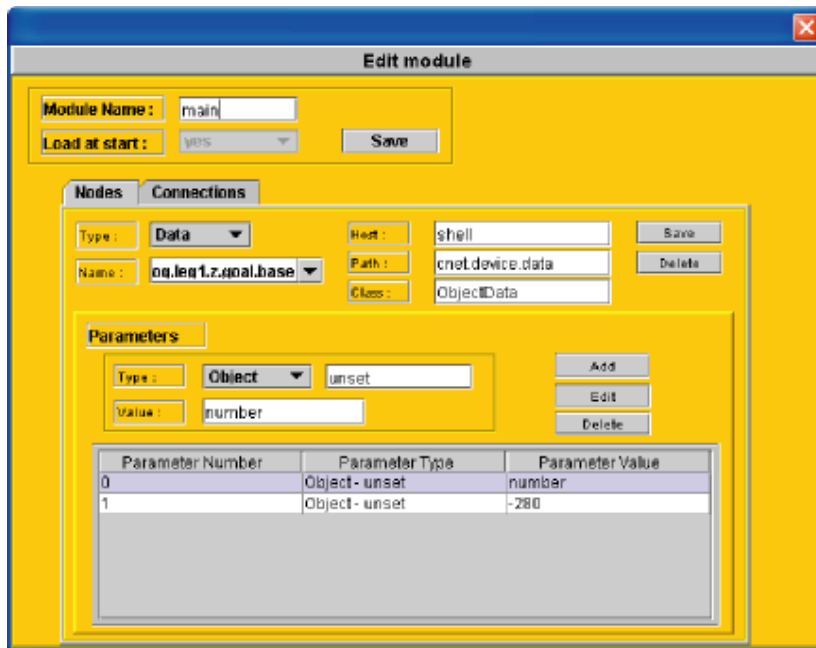 Edit module
Module Name : main
Load at start : yes Save
Nodes Connections
Type : Data Host : shell Save
Name : og.leg1.z.goal.base Path : cnet.device.data Delete
Class : ObjectData
Parameters
Type : Object unset Add
Edit
Value : number Delete
Parameter Number Parameter Type Parameter Value
0 Object - unset number
1 Object - unset -280